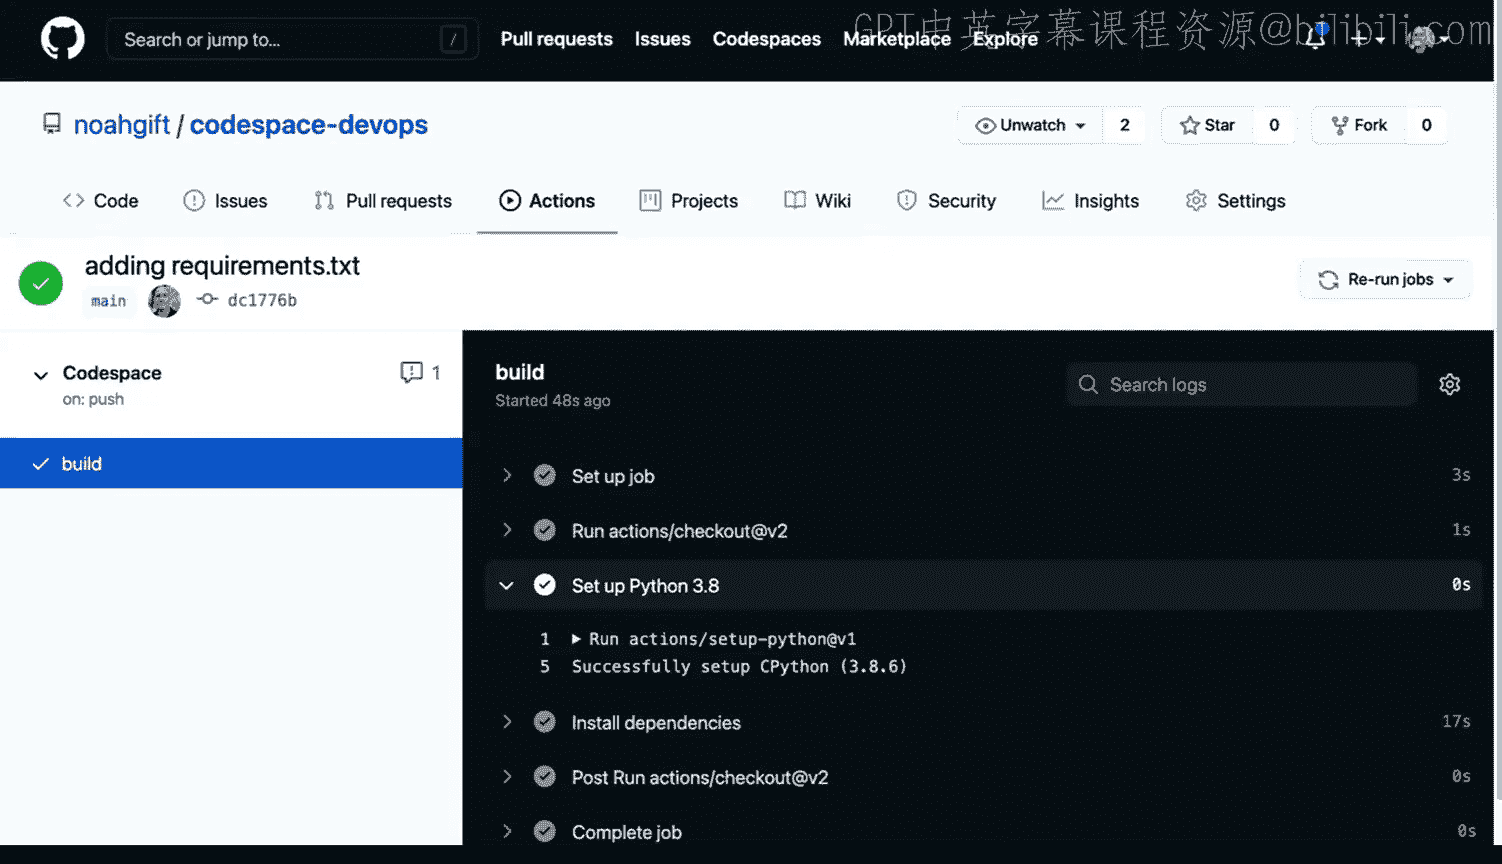 GPT中英字幕课程资源@bilibili.com
Search or jump to... /
Pull requests Issues Codespaces Marketplace Explore
noahgift / codespace-devops
Unwatch 2 Star 0 Fork 0
Code Issues Pull requests Actions Projects Wiki Security Insights Settings
adding requirements.txt
main dc1776b
Re-run jobs
Codespace 1
on: push
build
build
Started 48s ago
Search logs
Set up job 3s
Run actions/checkout@v2 1s
Set up Python 3.8 0s
1 Run actions/setup-python@v1
5 Successfully setup CPython (3.8.6)
Install dependencies 17s
Post Run actions/checkout@v2 0s
Complete job 0s